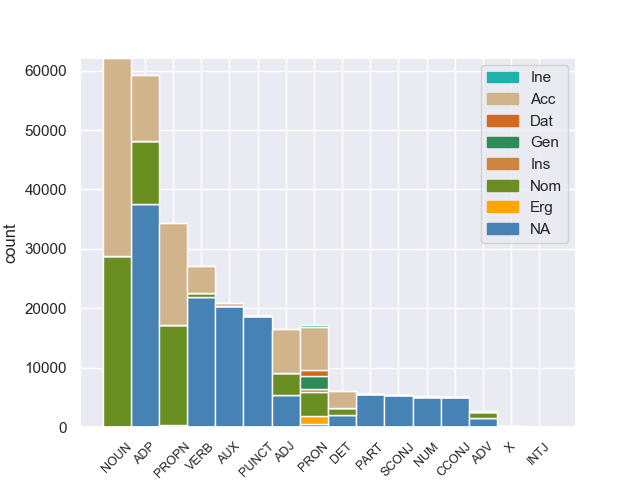 60000
50000
40000
30000
20000
10000
0
count
NOUN
ADP
PROPN
VERB
AUX
PUNCT
ADJ
PRON
DET
PART
SCONJ
NUM
CCONJ
ADV
X
INTJ
Ine
Acc
Dat
Gen
Ins
Nom
Erg
NA